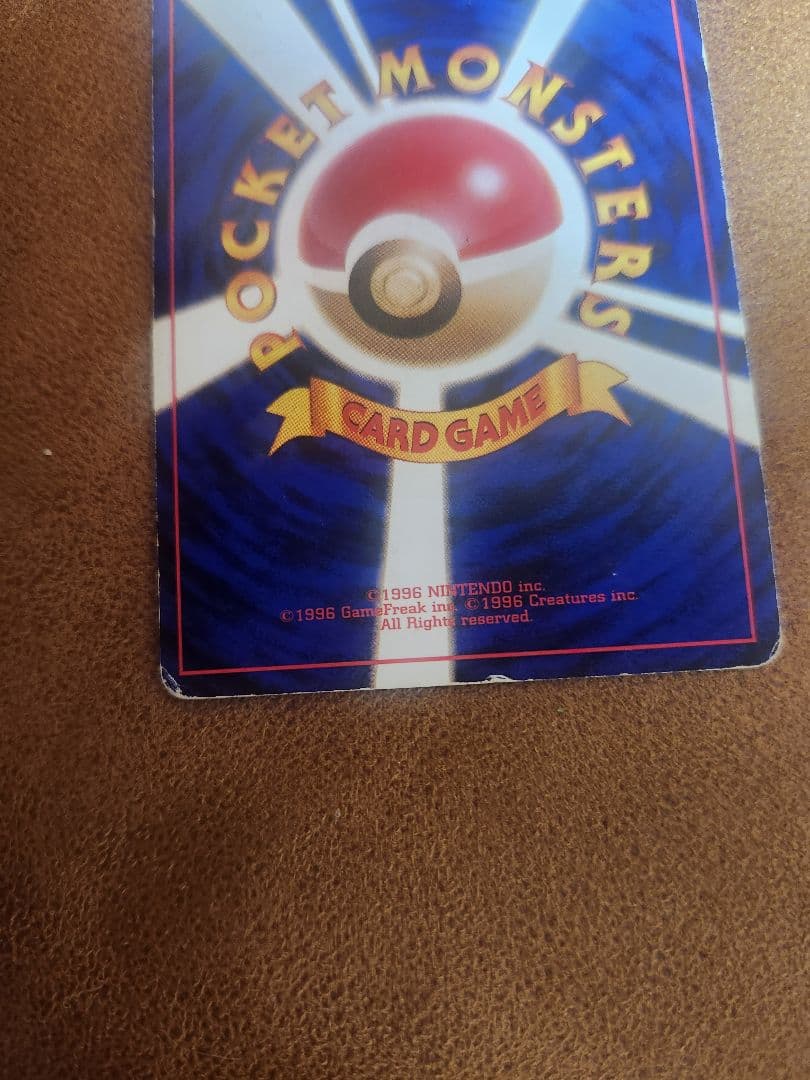 POCKET MONSTERS
CARD GAME
©1996 NINTENDO inc.
©1996 GameFreak inc. ©1996 Creatures inc.
All Rights reserved.